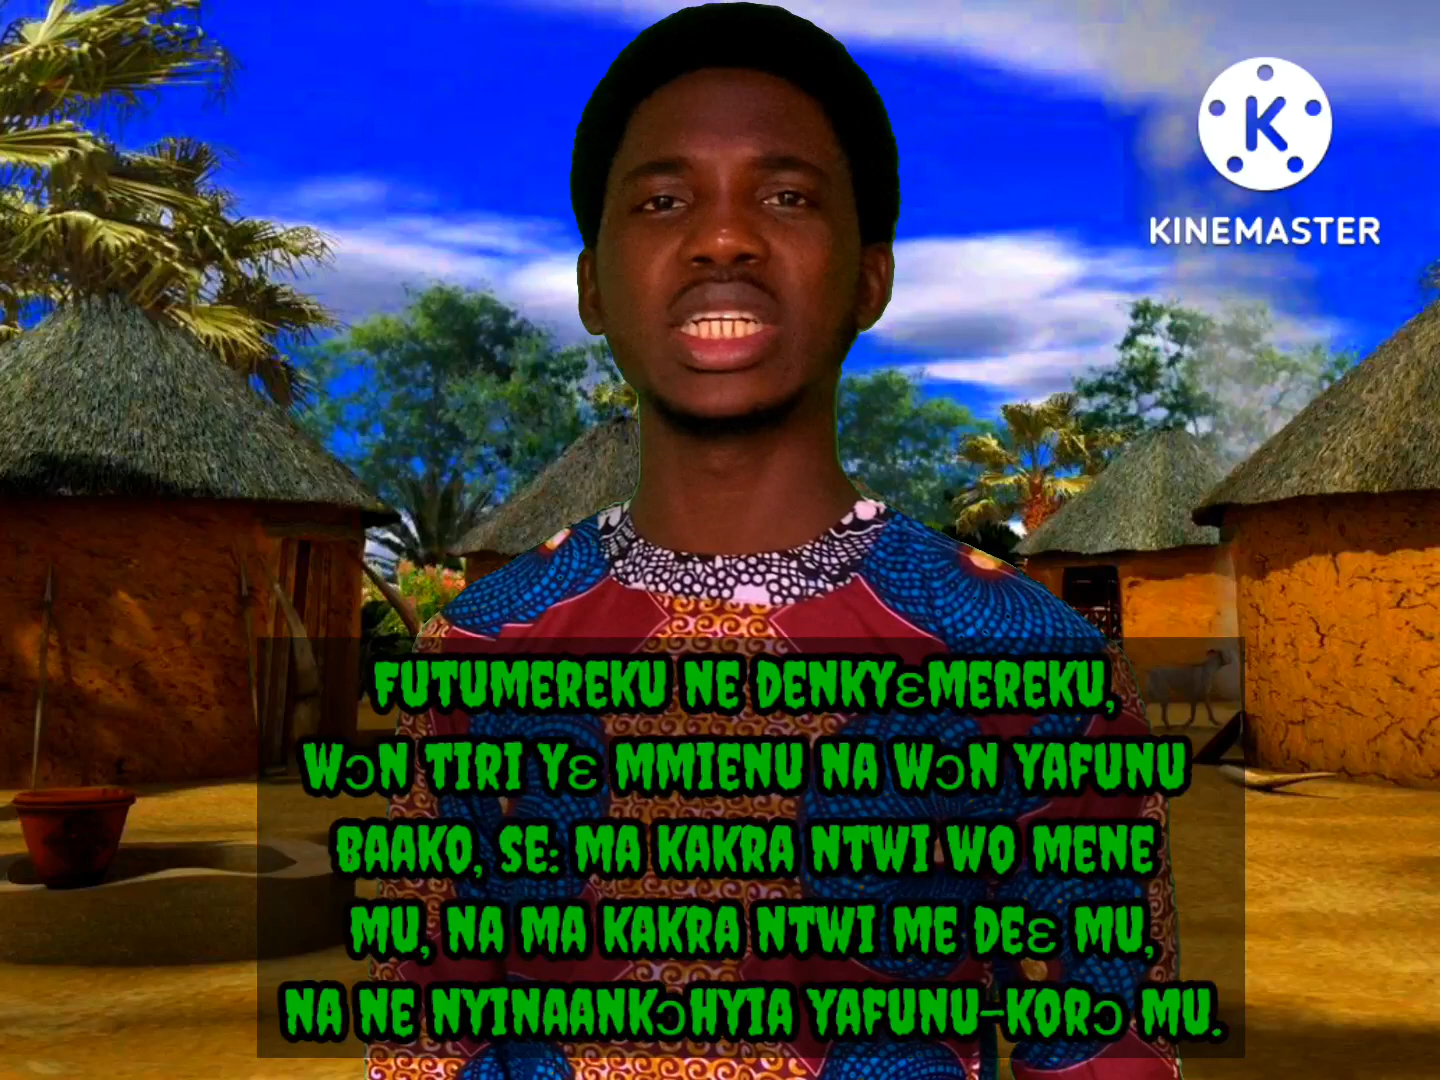 KINEMASTER
FUTUMEREKU NE DENKYƐMEREKU,
WƆN TIRI YƐ MMIENU NA WƆN YAFUNU
BAAKO, SE: MA KAKRA NTWI WO MENE
MU, NA MA KAKRA NTWI ME DEƐ MU,
NA NE NYINAANKƆHYIA YAFUNU-KORƆ MU.